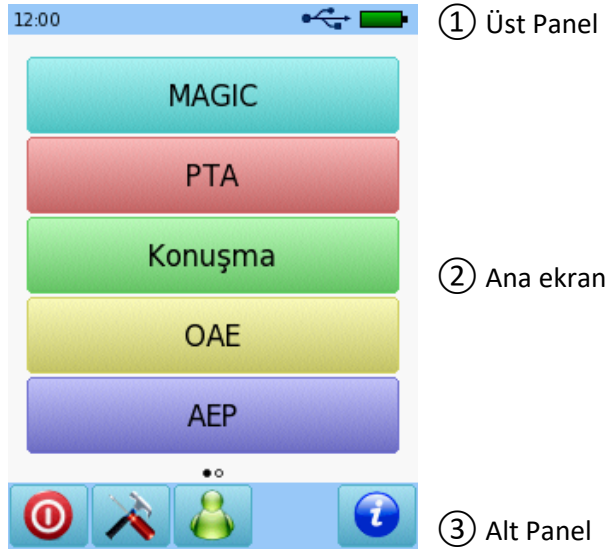 12:00
① Üst Panel
MAGIC
PTA
Konuşma
② Ana ekran
OAE
AEP
③ Alt Panel